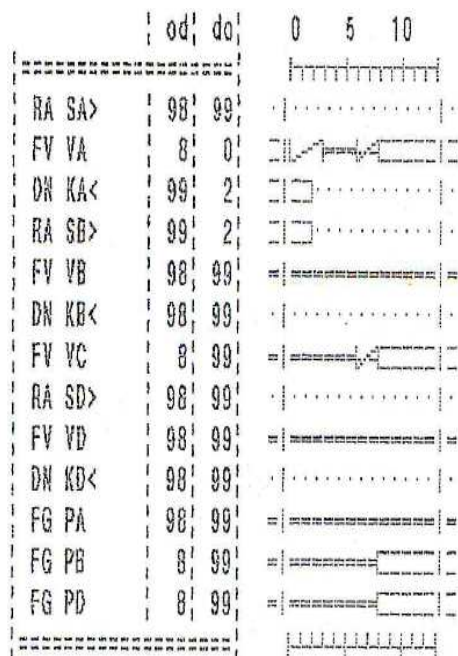 od do 0 5 10
RA SA> 98 99
FV VA 8 0
DN KA< 99 2
RA SB> 99 2
FV VB 98 99
DN KB< 98 99
FV VC 8 99
RA SD> 98 99
FV VD 98 99
DN KD< 98 99
FG PA 98 99
FG PB 8 99
FG PD 8 99